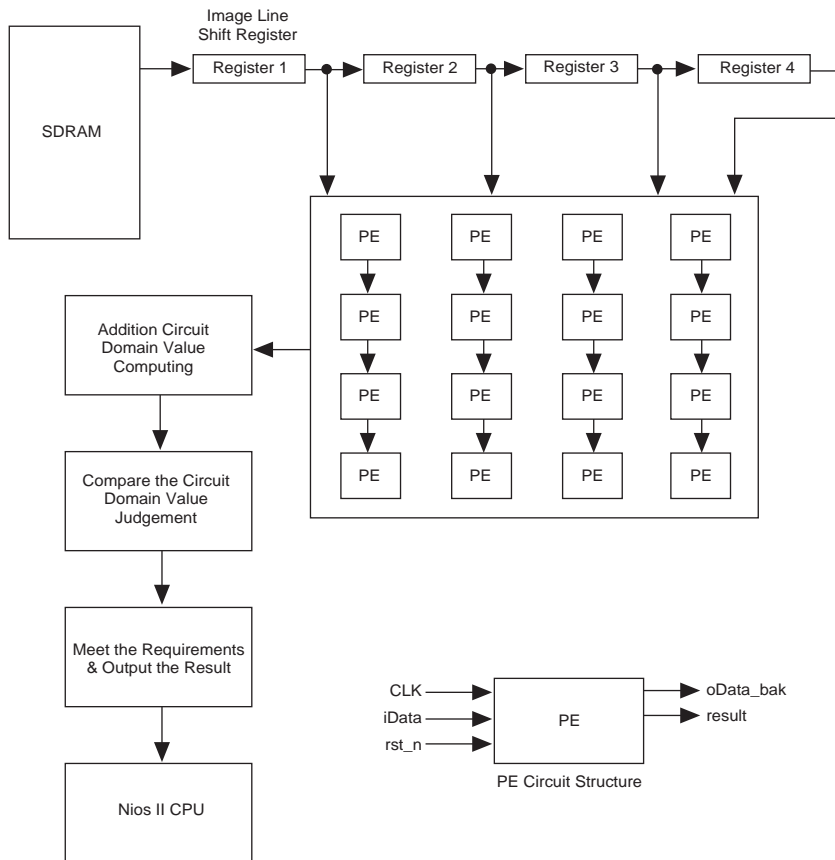 Image Line
Shift Register
Register 1
Register 2
Register 3
Register 4
SDRAM
PE PE PE PE
PE PE PE PE
PE PE PE PE
PE PE PE PE
Addition Circuit
Domain Value
Computing
Compare the Circuit
Domain Value
Judgement
Meet the Requirements
& Output the Result
Nios II CPU
CLK
iData
rst_n
PE
oData_bak
result
PE Circuit Structure